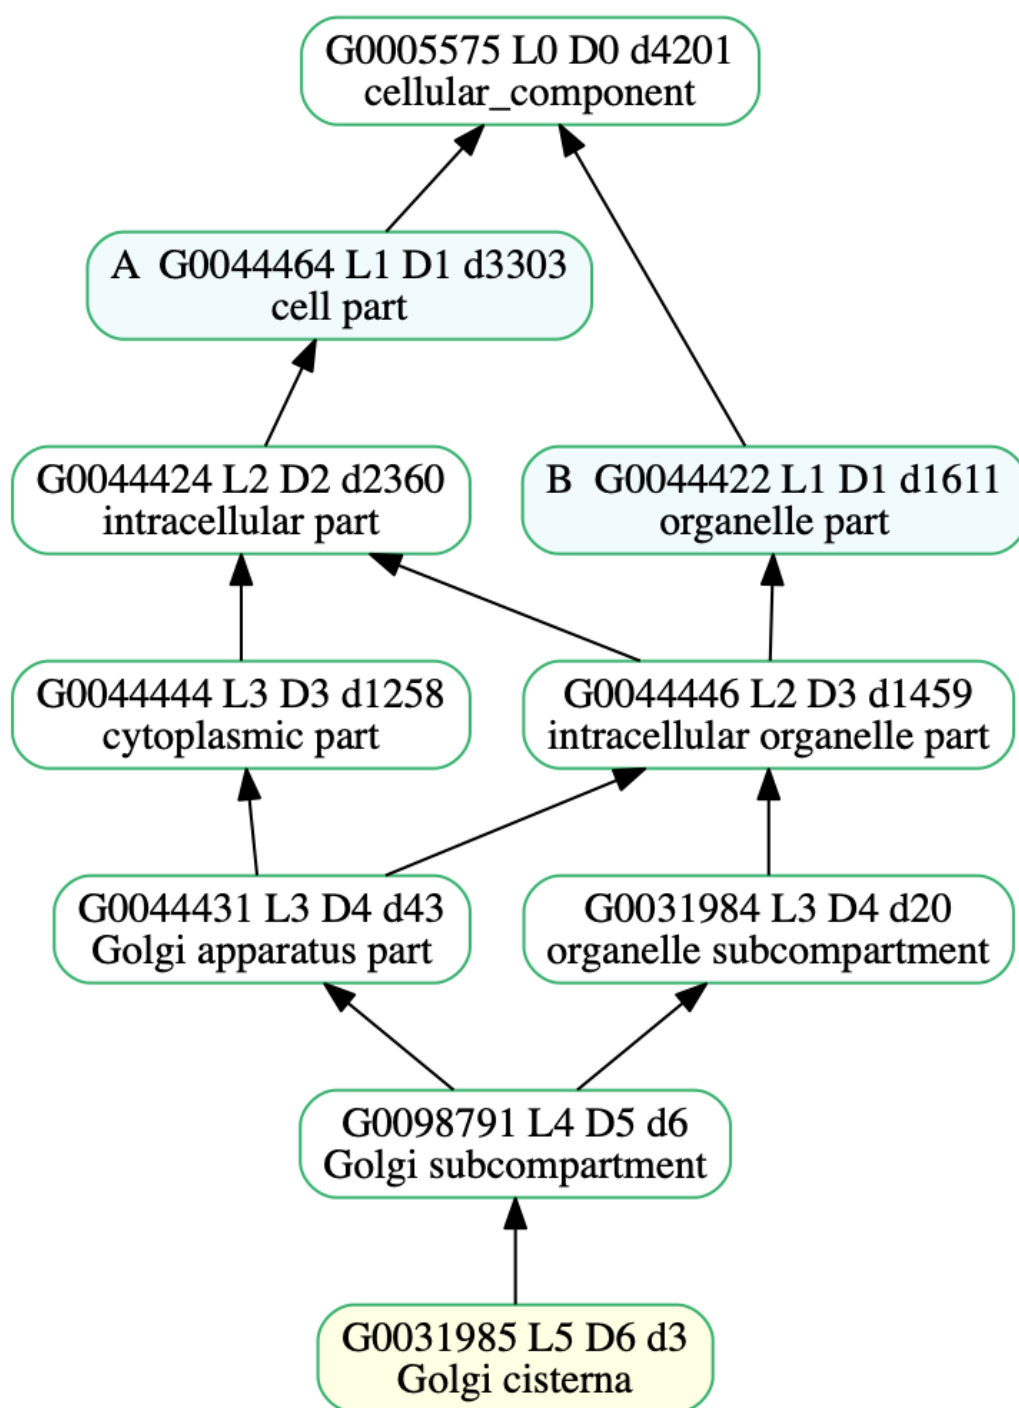 G0005575 L0 D0 d4201
cellular_component
A  G0044464 L1 D1 d3303
cell part
G0044424 L2 D2 d2360
intracellular part
B  G0044422 L1 D1 d1611
organelle part
G0044444 L3 D3 d1258
cytoplasmic part
G0044446 L2 D3 d1459
intracellular organelle part
G0044431 L3 D4 d43
Golgi apparatus part
G0031984 L3 D4 d20
organelle subcompartment
G0098791 L4 D5 d6
Golgi subcompartment
G0031985 L5 D6 d3
Golgi cisterna